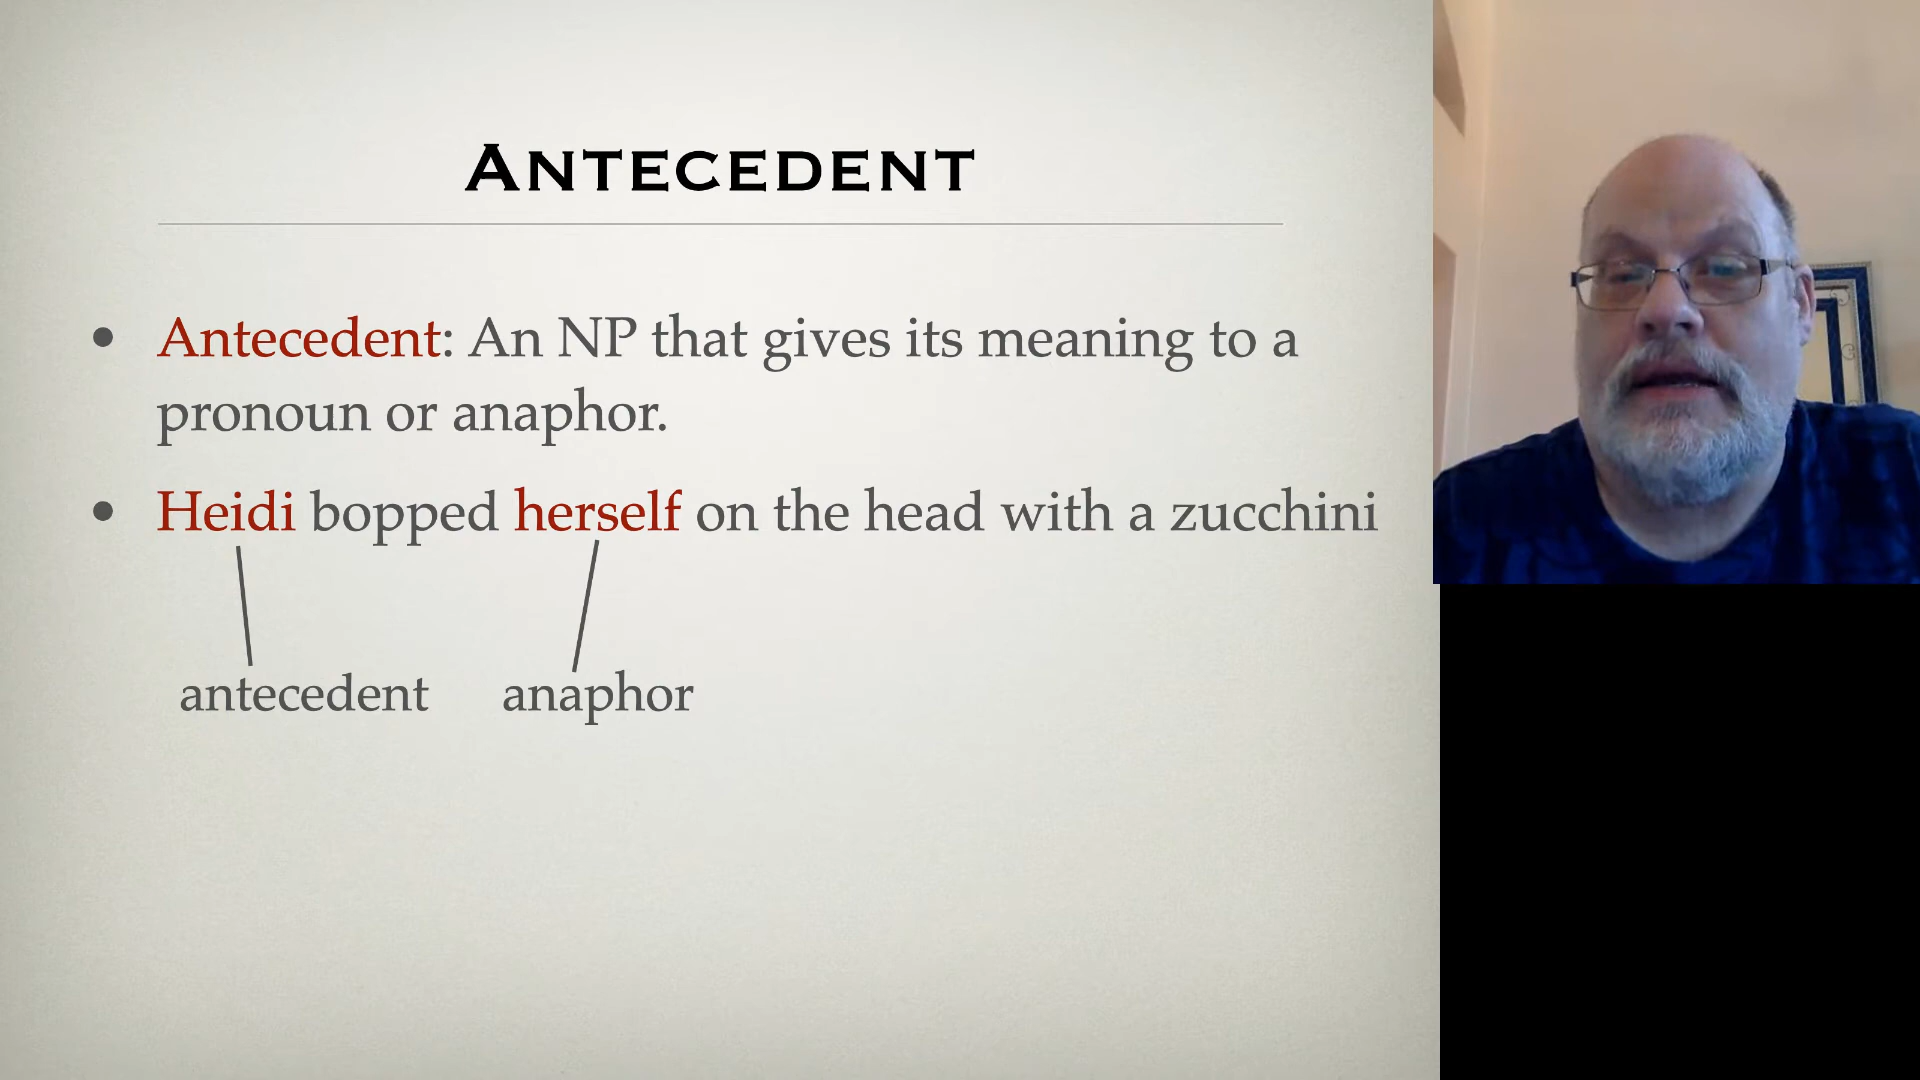 ANTECEDENT
• Antecedent: An NP that gives its meaning to a
pronoun or anaphor.
• Heidi bopped herself on the head with a zucchini
antecedent anaphor